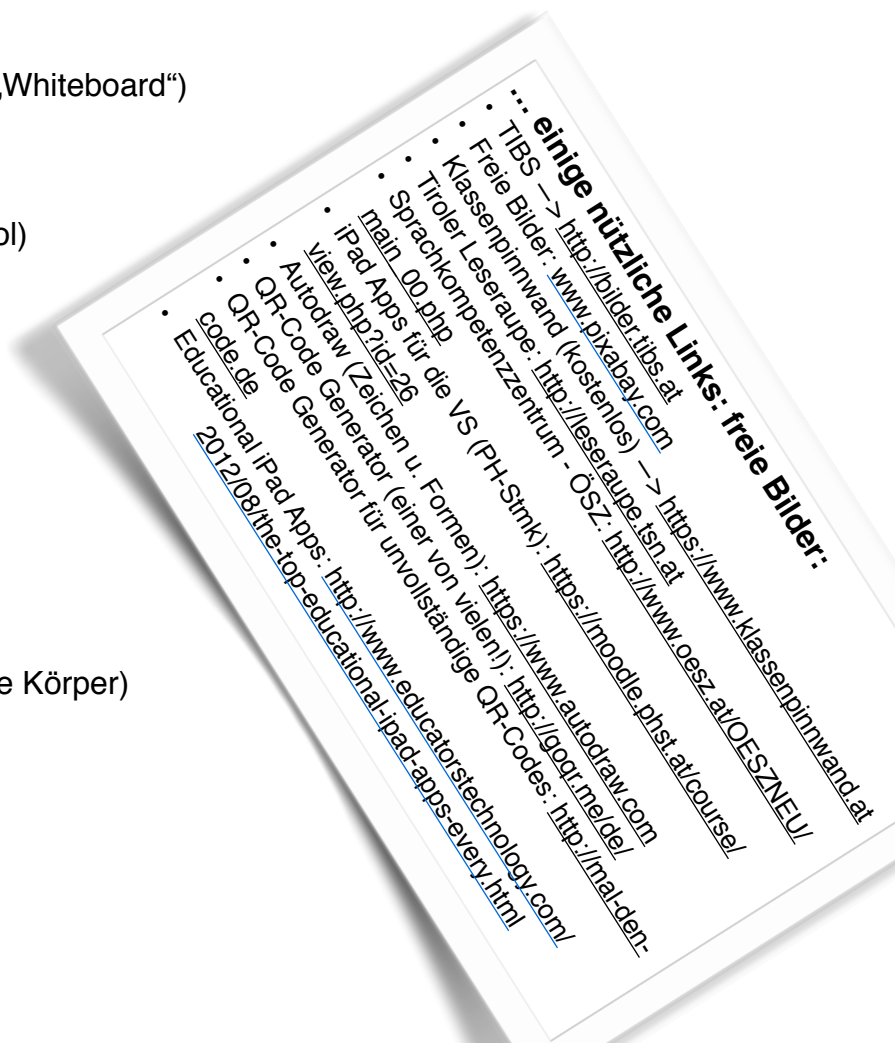 „Whiteboard“)
ol)
e Körper)
... einige nützliche Links: freie Bilder:
• TIBS —> http://bilder.tibs.at
• Freie Bilder: www.pixabay.com
• Klassenpinnwand (kostenlos) —> https://www.klassenpinnwand.at
• Tiroler Leseraupe: http://leseraupe.tsn.at
• Sprachkompetenzzentrum - ÖSZ: http://www.oesz.at/OESZNEU/
main_00.php
• iPad Apps für die VS (PH-Stmk): https://moodle.phst.at/course/
view.php?id=26
• Autodraw (Zeichen u. Formen): https://www.autodraw.com
• QR-Code Generator (einer von vielen!): http://goqr.me/de/
• QR-Code Generator für unvollständige QR-Codes: http://mal-den-
code.de
• Educational iPad Apps: http://www.educatorstechnology.com/
2012/08/the-top-educational-ipad-apps-every.html